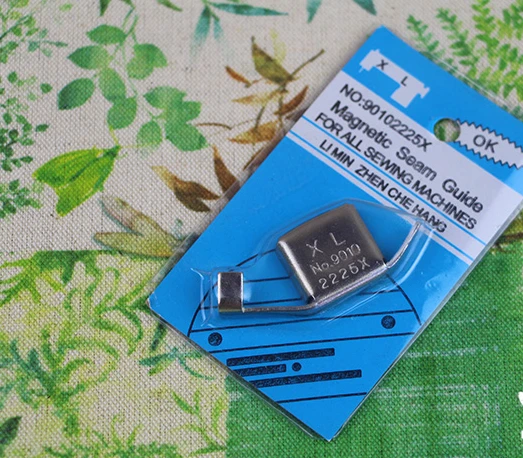 X L
OK
NO:90102225X
Magnetic Seam Guide
FOR ALL SEWING MACHINES
LI MIN. ZHEN CHE HANG
X L
No.9010
2225X